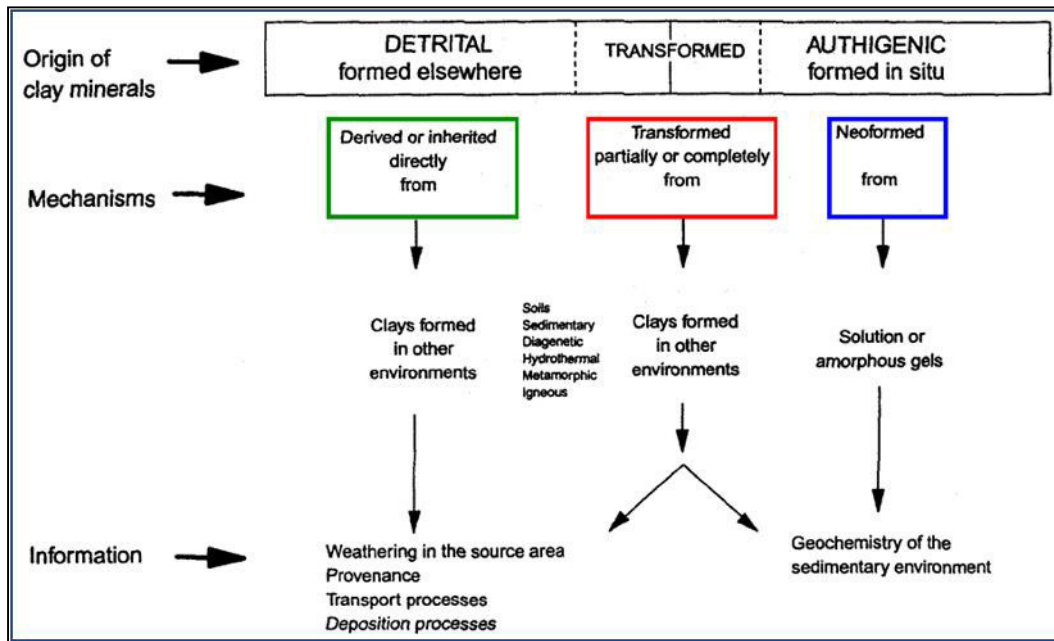 Origin of
clay minerals
DETRITAL
formed elsewhere
TRANSFORMED
AUTHIGENIC
formed in situ
Mechanisms
Derived or inherited
directly
from
Transformed
partially or completely
from
Neoformed
from
Clays formed
in other
environments
Soils
Sedimentary
Diagenetic
Hydrothermal
Metamorphic
Igneous
Clays formed
in other
environments
Solution or
amorphous gels
Information
Weathering in the source area
Provenance
Transport processes
Deposition processes
Geochemistry of the
sedimentary environment